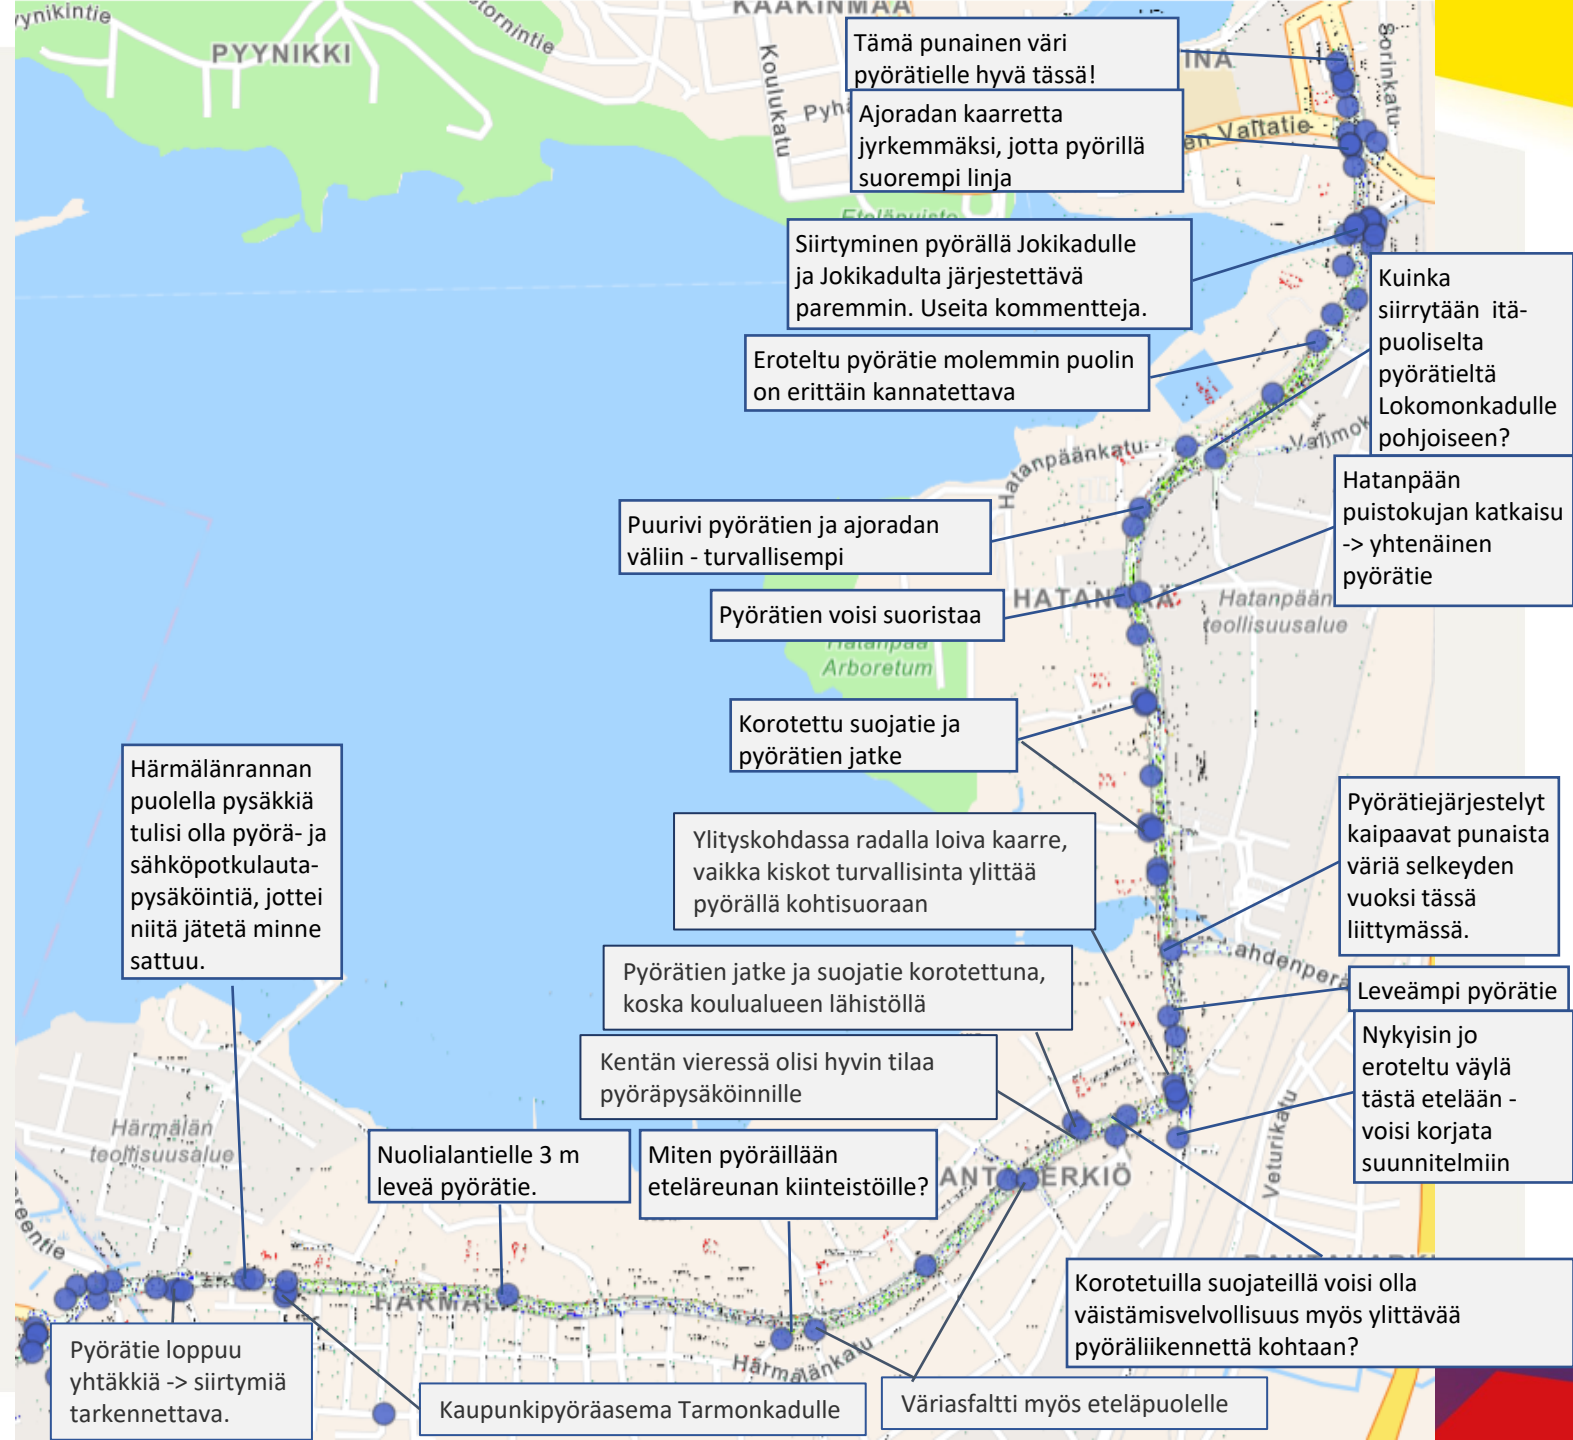 KAAKINMAA
PYYNIKKI
Koulukatu
Sorinkatu
Tämä punainen väri
pyörätielle hyvä tässä!
Ajoradan kaarretta
jyrkemmäksi, jotta pyörillä
suorempi linja
Valtatie
Eteläpuisto
Siirtyminen pyörällä Jokikadulle
ja Jokikadulta järjestettävä
paremmin. Useita kommentteja.
Kuinka
siirrytään itä-
puoliselta
pyörätieltä
Lokomonkadulle
pohjoiseen?
Eroteltu pyörätie molemmin puolin
on erittäin kannatettava
Hatanpäänkatu
Hatanpään
puistokujan katkaisu
-> yhtenäinen
pyörätie
Puurivi pyörätien ja ajoradan
väliin - turvallisempi
Pyörätien voisi suoristaa
Hatanpään
teollisuusalue
Hatanpää
Arboretum
Korotettu suojatie ja
pyörätien jatke
Härmälänrannan
puolella pysäkkiä
tulisi olla pyörä- ja
sähköpotkulauta-
pysäköintiä, jottei
niitä jätetä minne
sattuu.
Pyörätiejärjestelyt
kaipaavat punaista
väriä selkeyden
vuoksi tässä
liittymässä.
Ylityskohdassa radalla loiva kaarre,
vaikka kiskot turvallisinta ylittää
pyörällä kohtisuoraan
Pyörätien jatke ja suojatie korotettuna,
koska koulualueen lähistöllä
Leveämpi pyörätie
Nykyisin jo
eroteltu väylä
tästä etelään -
voisi korjata
suunnitelmiin
Kentän vieressä olisi hyvin tilaa
pyöräpysäköinnille
Veturikatu
Härmälän
teollisuusalue
Nuolialantielle 3 m
leveä pyörätie.
Miten pyöräillään
eteläreunan kiinteistöille?
Korotetuilla suojateillä voisi olla
väistämisvelvollisuus myös ylittävää
pyöräliikennettä kohtaan?
Härmälänkatu
Pyörätie loppuu
yhtäkkiä -> siirtymiä
tarkennettava.
Kaupunkipyöräasema Tarmonkadulle
Väriasfaltti myös eteläpuolelle